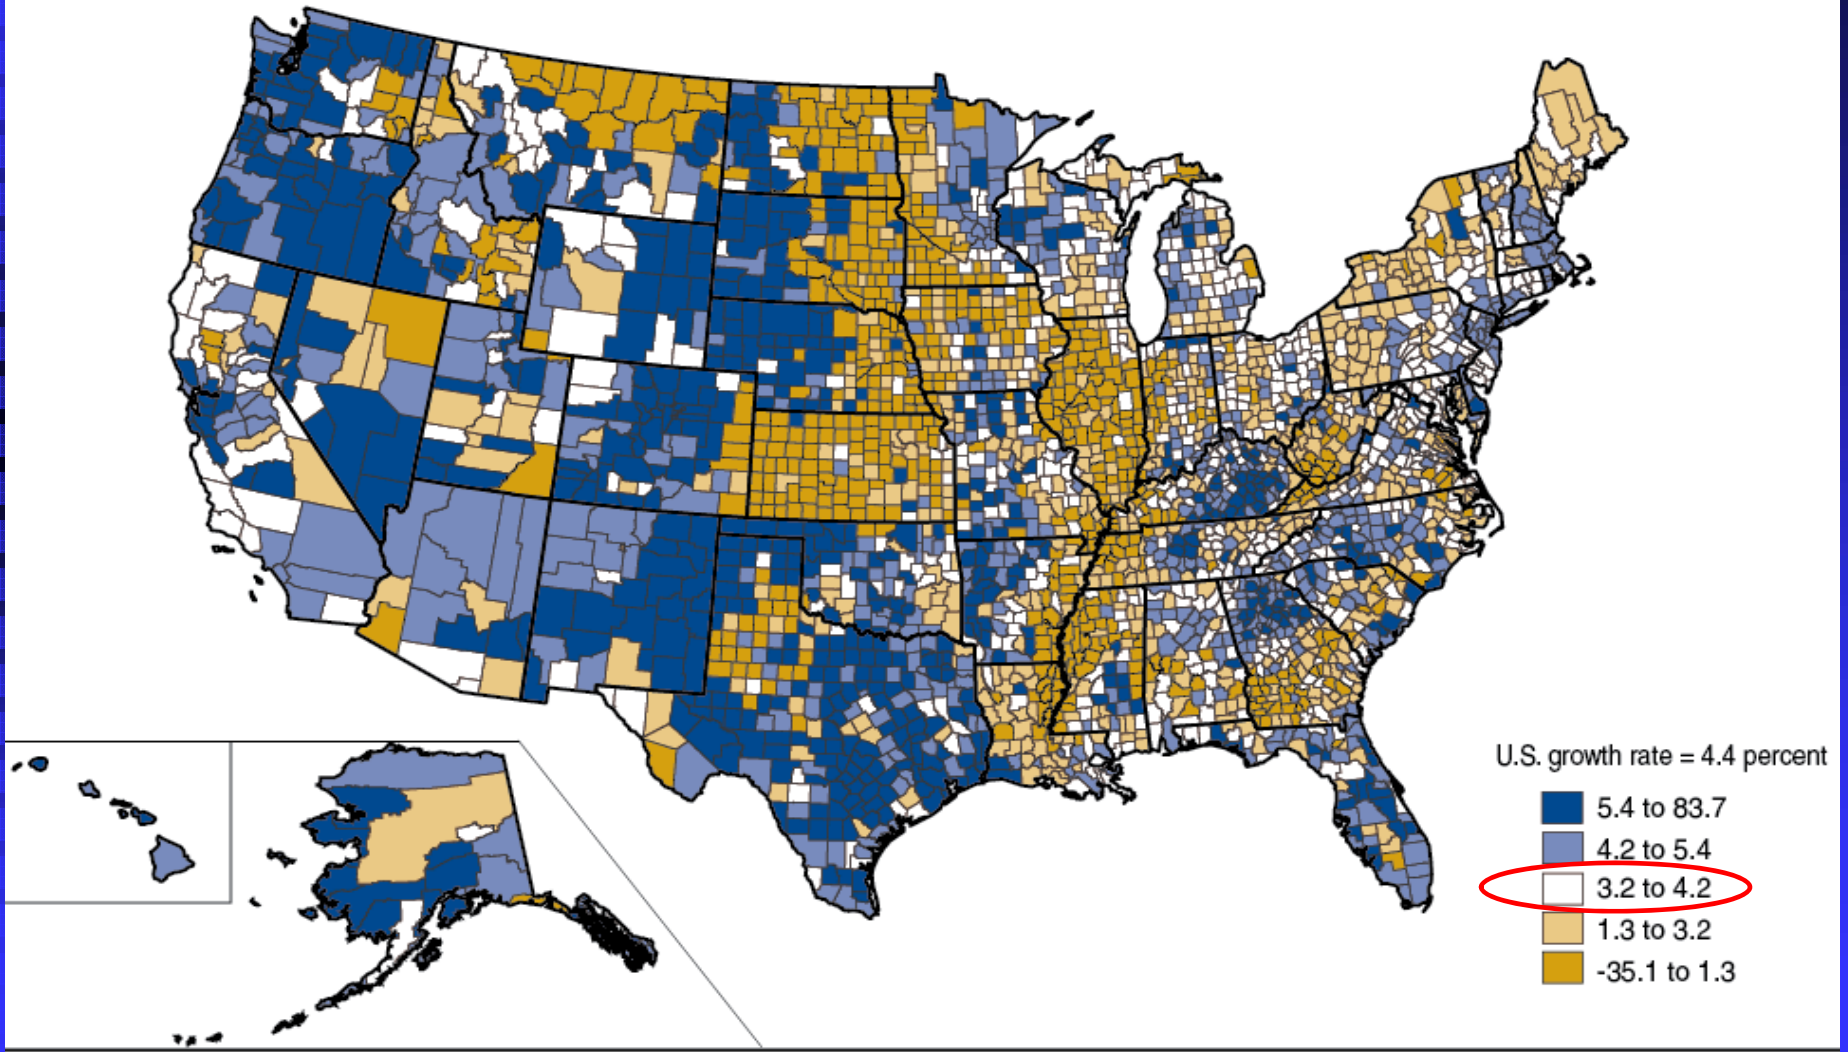 U.S. growth rate = 4.4 percent
5.4 to 83.7
4.2 to 5.4
3.2 to 4.2
1.3 to 3.2
-35.1 to 1.3